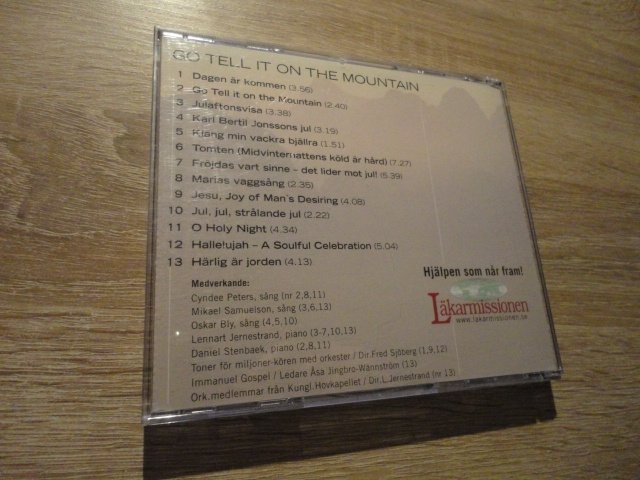 GO TELL IT ON THE MOUNTAIN
1 Dagen är kommen (3.56)
2 Go Tell it on the Mountain (2.40)
3 Julaftonsvisa (3.38)
4 Karl Bertil Jonssons jul (3.19)
5 Klang min vackra bjällra (1.51)
6 Tomten (Midvinternattens köld är hård) (7.27)
7 Fröjdas vart sinne – det lider mot jul! (5.39)
8 Marias vaggsång (2.35)
9 Jesu, Joy of Man´s Desiring (4.08)
10 Jul, jul, strålande jul (2.22)
11 O Holy Night (4.34)
12 Hallelujah – A Soulful Celebration (5.04)
13 Härlig är jorden (4.13)
Medverkande:
Cyndee Peters, sång (nr 2,8,11)
Mikael Samuelson, sång (3,6,13)
Oskar Bly, sång (4,5,10)
Lennart Jernestrand, piano (3-7,10,13)
Daniel Stenbaek, piano (2,8,11)
Toner för miljoner-kören med orkester / Dir.Fred Sjöberg (1,9,12)
Immanuel Gospel / Ledare Åsa Jingbro-Wannström (13)
Ork.medlemmar från Kungl.Hovkapellet / Dir.L.Jernestrand (nr 13)
Hjälpen som når fram!
Läkarmissionen
www.lakarmissionen.se